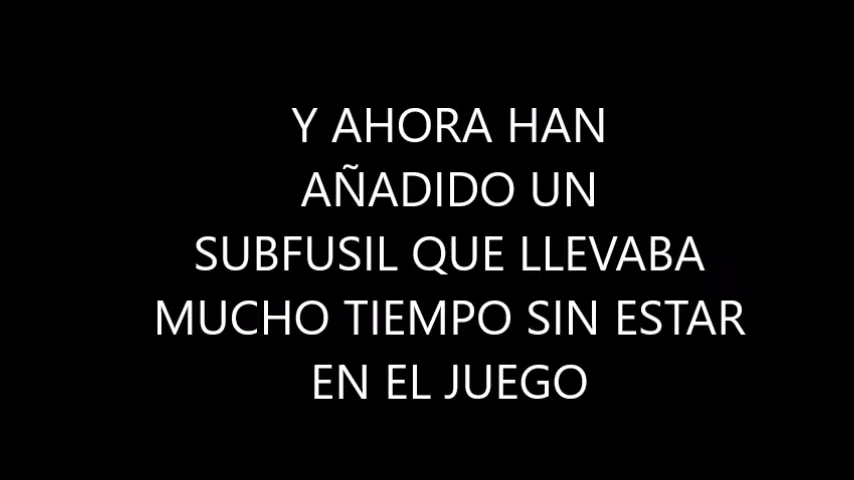 Y AHORA HAN
AÑADIDO UN
SUBFUSIL QUE LLEVABA
MUCHO TIEMPO SIN ESTAR
EN EL JUEGO